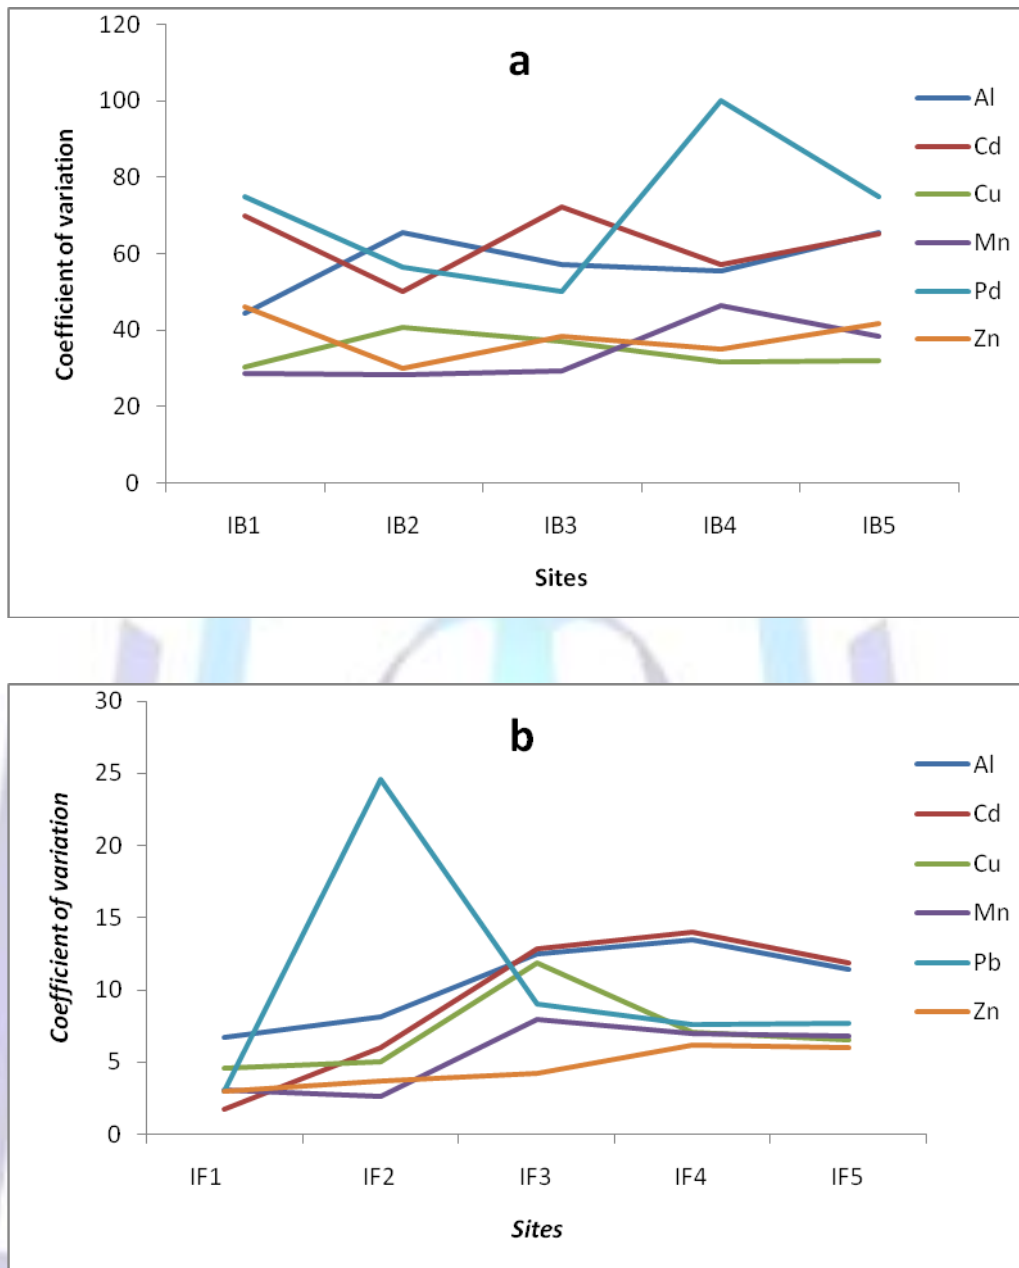 a
120
100
80
60
40
20
0
Coefficient of variation
IB1 IB2 IB3 IB4 IB5
Sites
Al
Cd
Cu
Mn
Pd
Zn
b
30
25
20
15
10
5
0
Coefficient of variation
IF1 IF2 IF3 IF4 IF5
Sites
Al
Cd
Cu
Mn
Pb
Zn